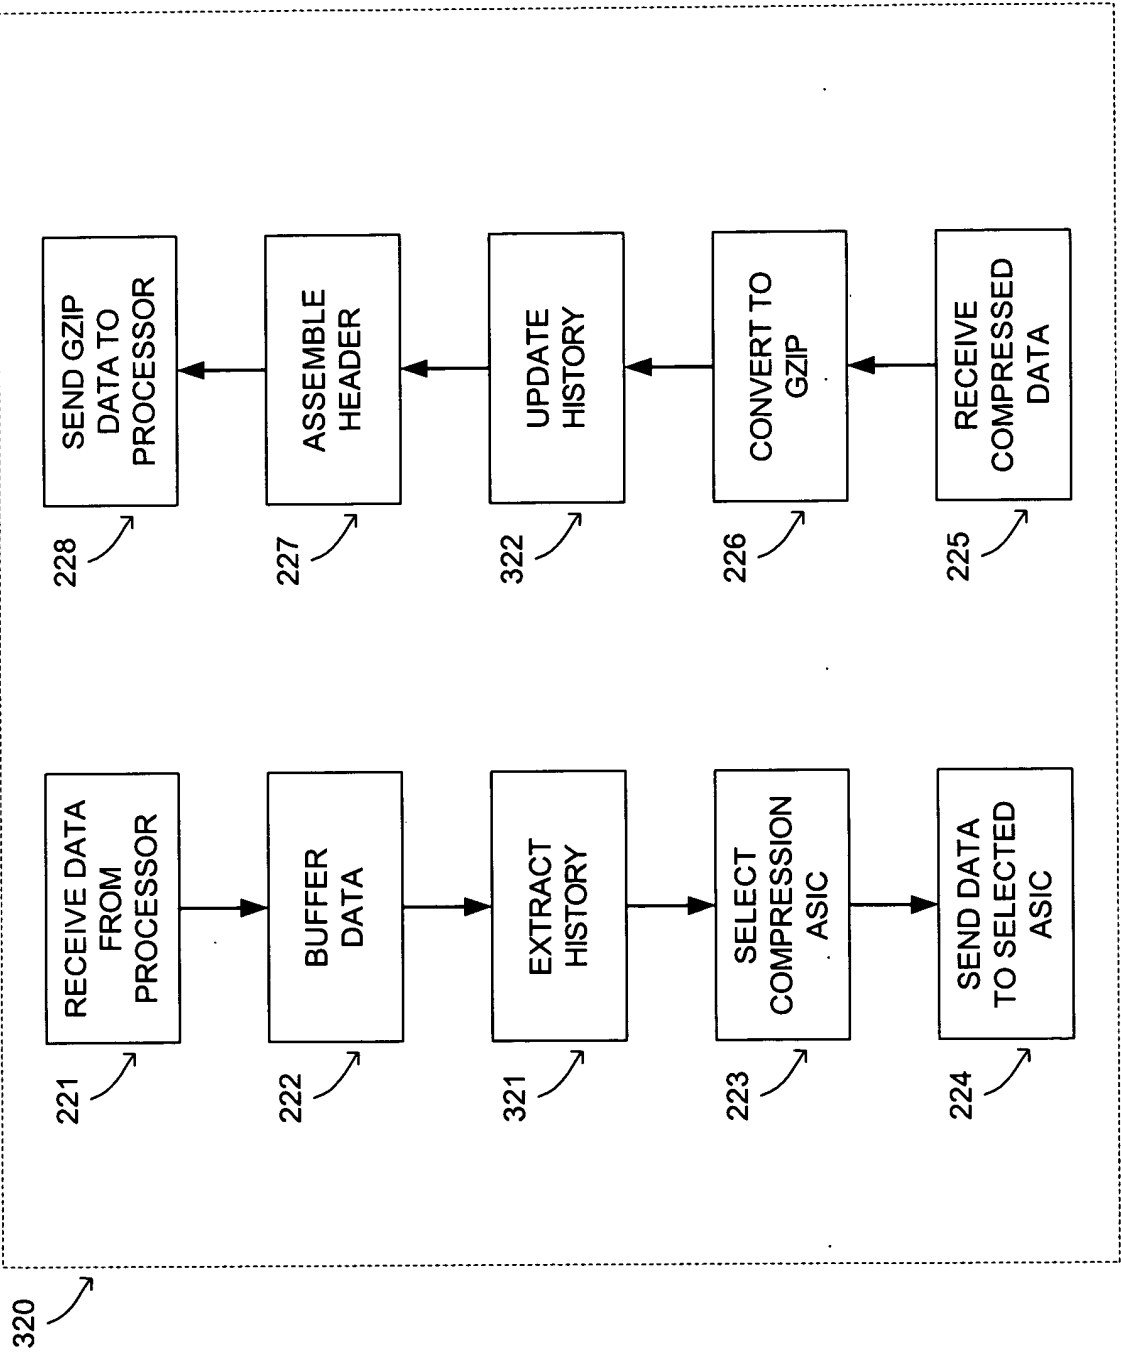 320
221
RECEIVE DATA
FROM
PROCESSOR
222
BUFFER
DATA
321
EXTRACT
HISTORY
223
SELECT
COMPRESSION
ASIC
224
SEND DATA
TO SELECTED
ASIC
228
SEND GZIP
DATA TO
PROCESSOR
227
ASSEMBLE
HEADER
322
UPDATE
HISTORY
226
CONVERT TO
GZIP
225
RECEIVE
COMPRESSED
DATA